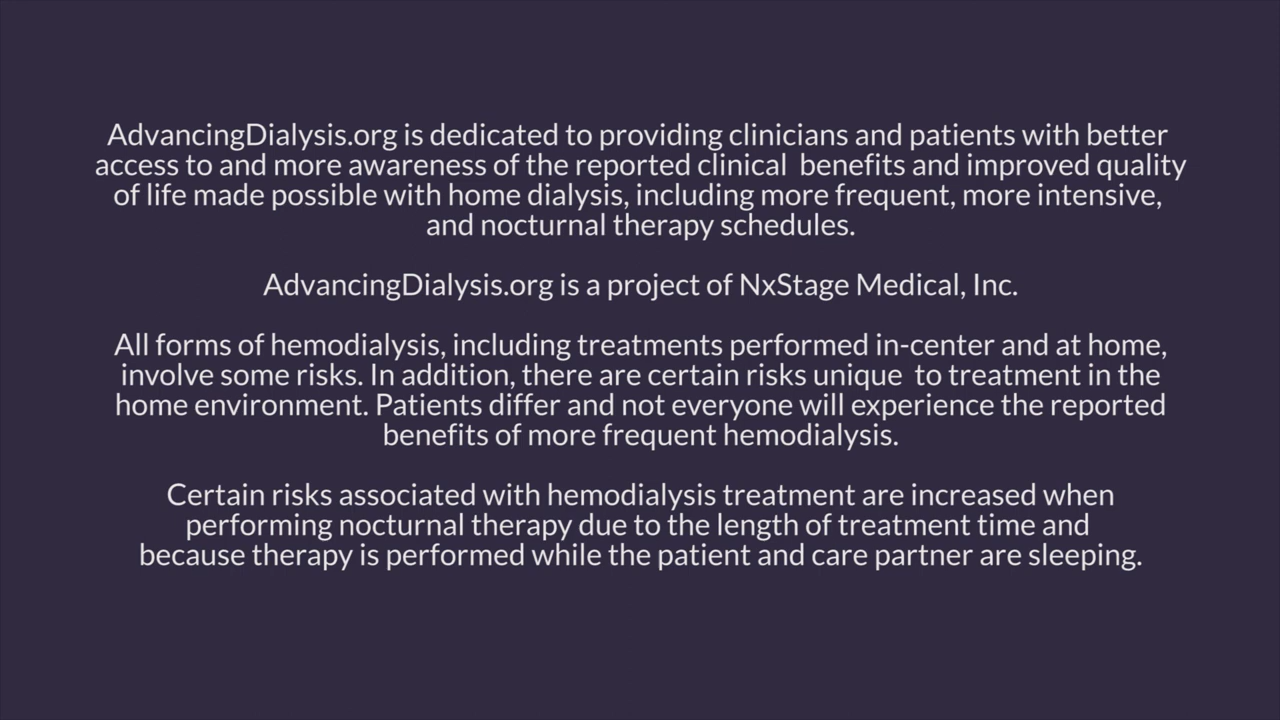 AdvancingDialysis.org is dedicated to providing clinicians and patients with better
access to and more awareness of the reported clinical  benefits and improved quality
of life made possible with home dialysis, including more frequent, more intensive,
and nocturnal therapy schedules.
AdvancingDialysis.org is a project of NxStage Medical, Inc.
All forms of hemodialysis, including treatments performed in-center and at home,
involve some risks. In addition, there are certain risks unique  to treatment in the
home environment. Patients differ and not everyone will experience the reported
benefits of more frequent hemodialysis.
Certain risks associated with hemodialysis treatment are increased when
performing nocturnal therapy due to the length of treatment time and
because therapy is performed while the patient and care partner are sleeping.